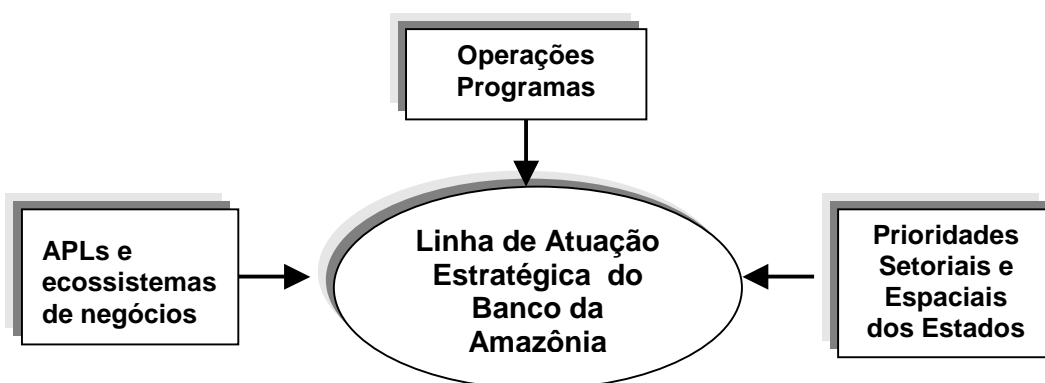 Operações
Programas
APLs e
ecossistemas
de negócios
Linha de Atuação
Estratégica do
Banco da
Amazônia
Prioridades
Setoriais e
Espaciais
dos Estados